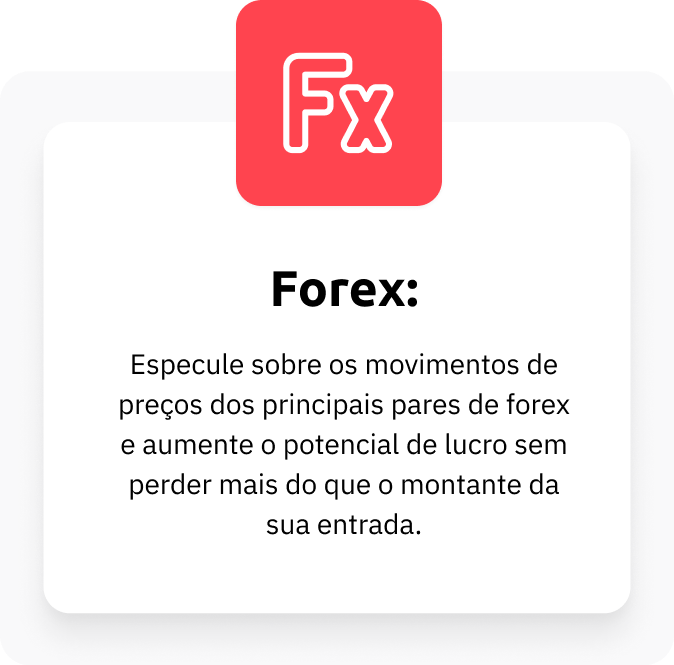 Fx
Forex:
Especule sobre os movimentos de
preços dos principais pares de forex
e aumente o potencial de lucro sem
perder mais do que o montante da
sua entrada.